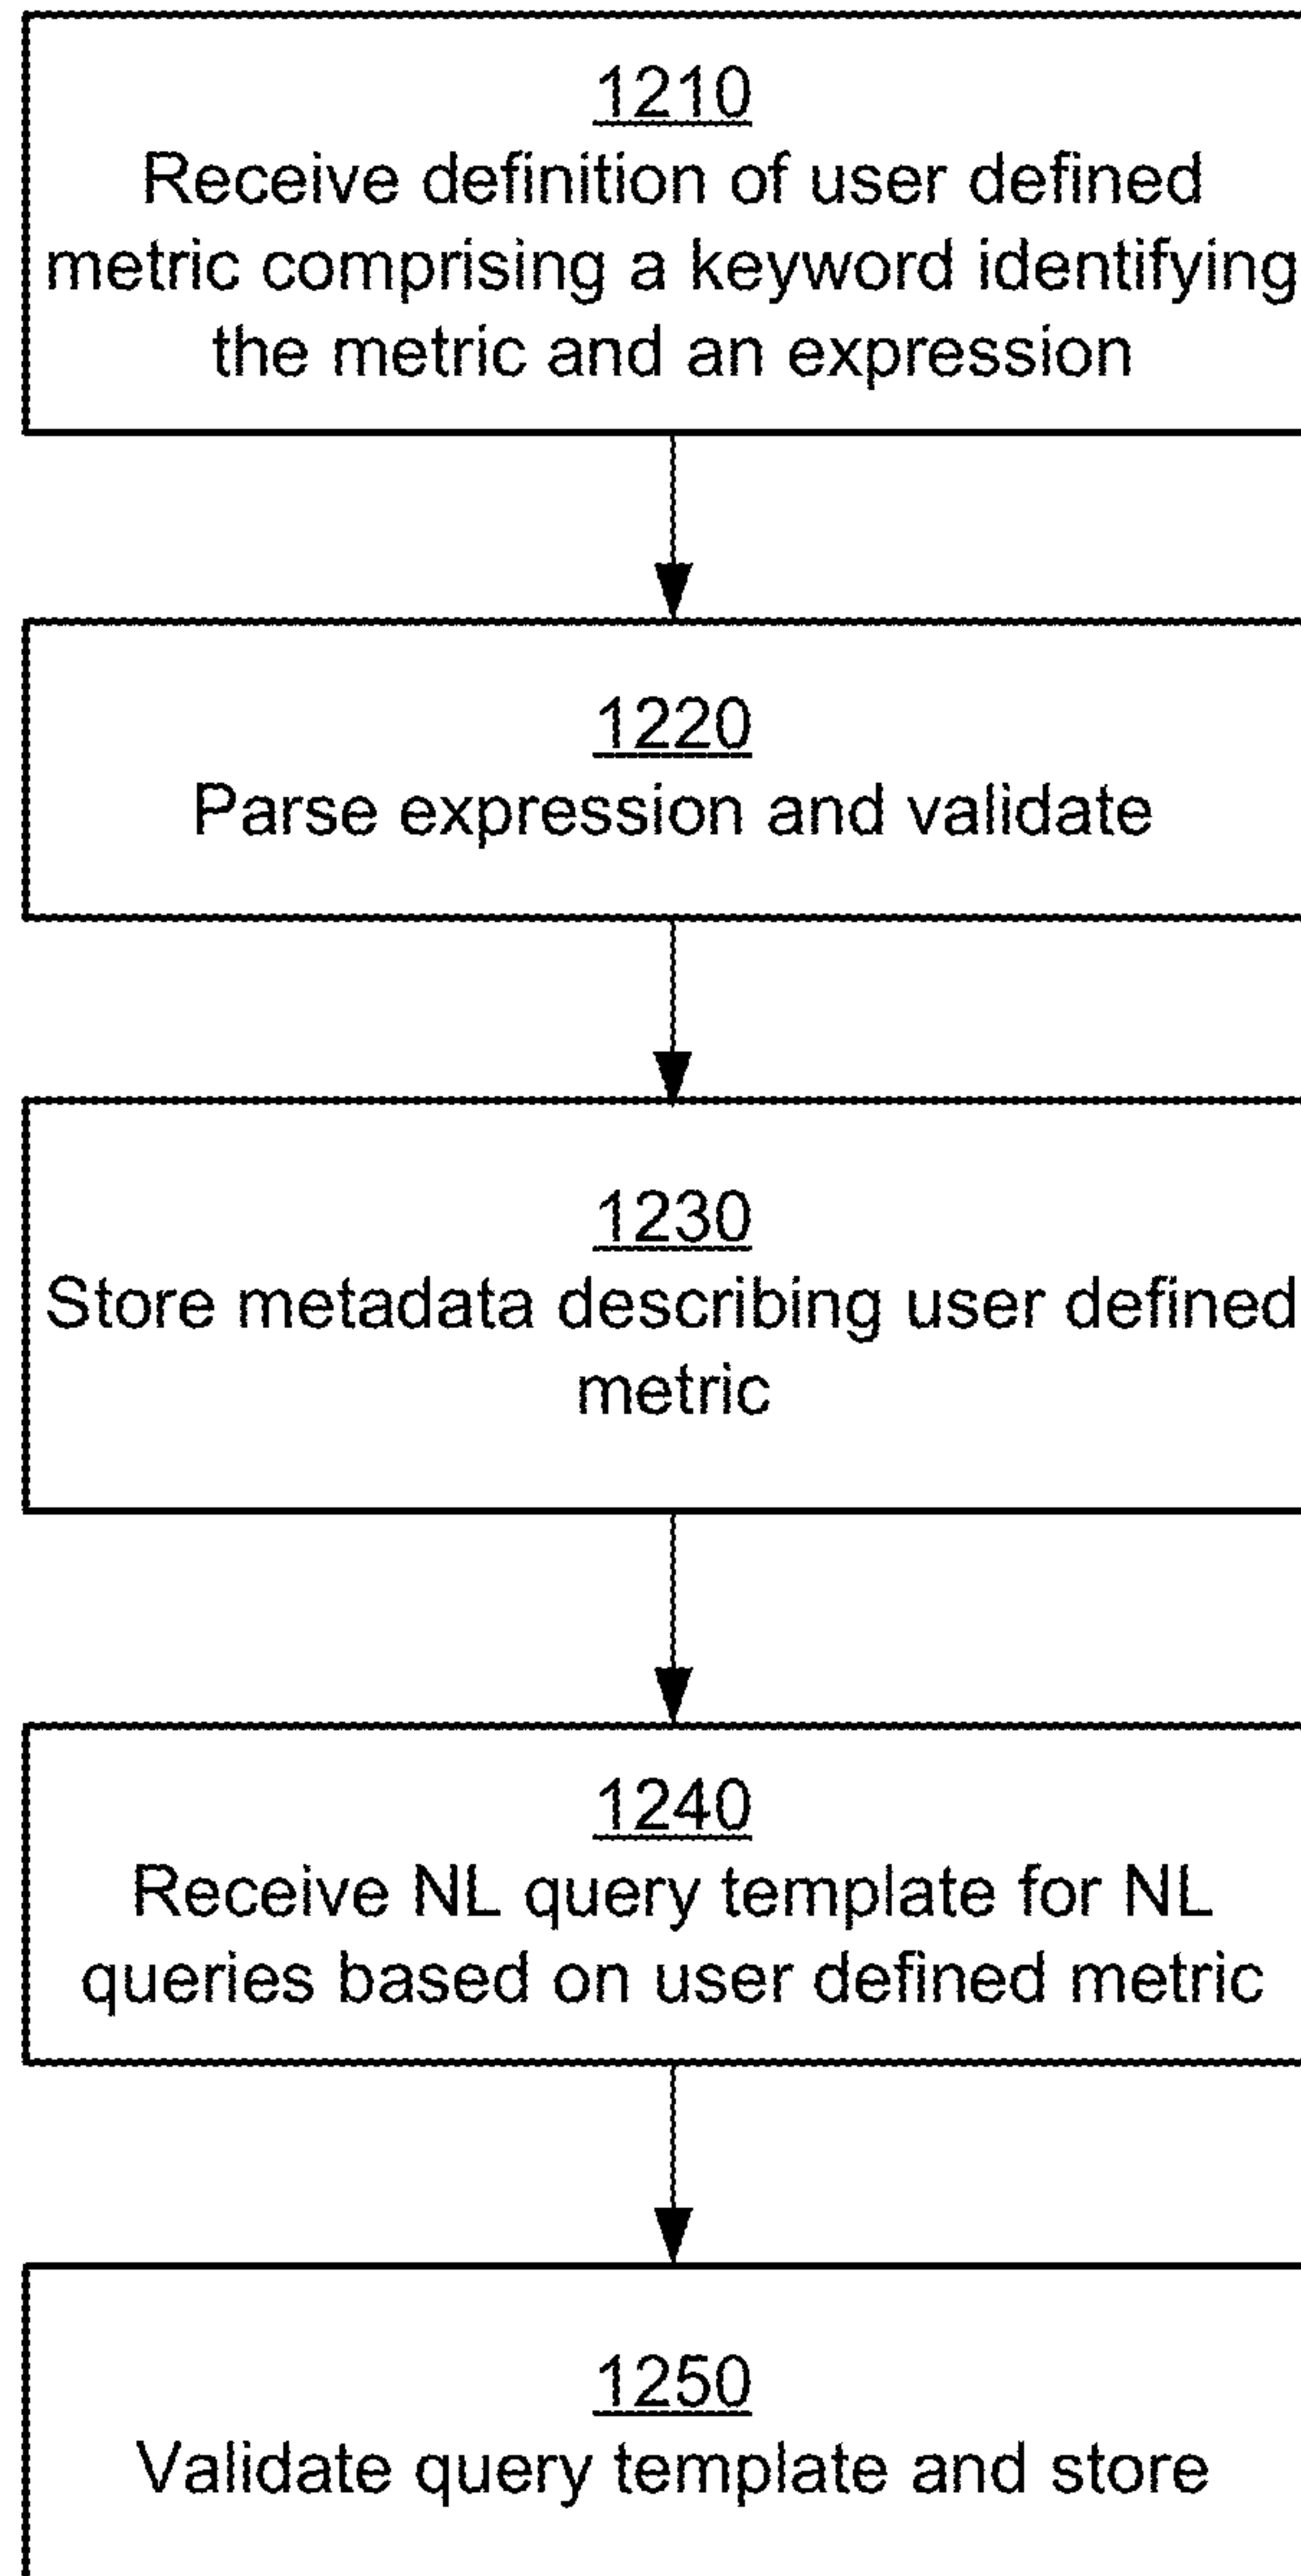 1210
Receive definition of user defined
metric comprising a keyword identifying
the metric and an expression
1220
Parse expression and validate
1230
Store metadata describing user defined
metric
1240
Receive NL query template for NL
queries based on user defined metric
1250
Validate query template and store